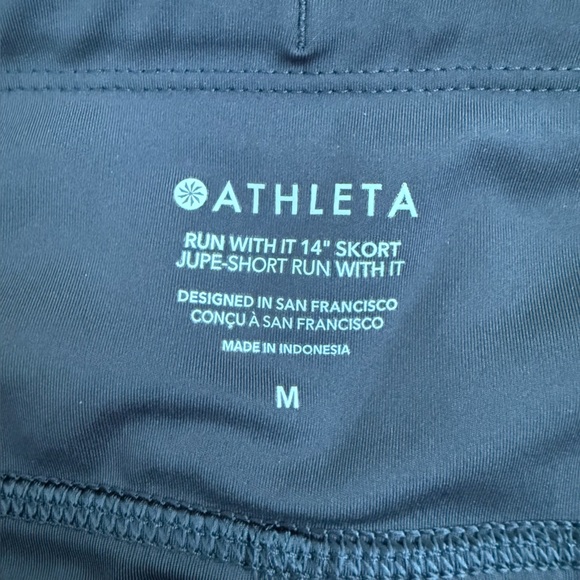 ATHLETA
RUN WITH IT 14" SKORT
JUPE-SHORT RUN WITH IT
DESIGNED IN SAN FRANCISCO
CONÇU À SAN FRANCISCO
MADE IN INDONESIA
M